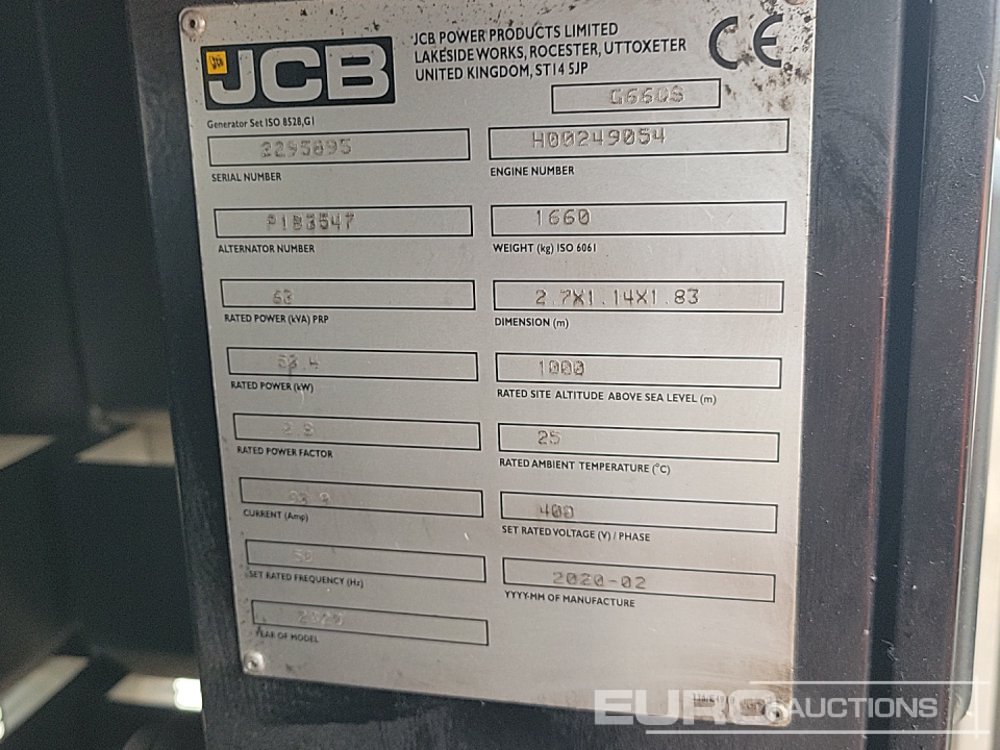 JCB
JCB POWER PRODUCTS LIMITED
LAKESIDE WORKS, ROCESTER, UTTOXETER
UNITED KINGDOM, ST14 5JP
CE
Generator Set ISO 8528,G1
3295895
SERIAL NUMBER
H00249054
ENGINE NUMBER
P1B3547
ALTERNATOR NUMBER
1660
WEIGHT (kg) ISO 6061
63
RATED POWER (kVA) PRP
2.7X1.14X1.83
DIMENSION (m)
RATED POWER (kW)
1000
RATED SITE ALTITUDE ABOVE SEA LEVEL (m)
RATED POWER FACTOR
25
RATED AMBIENT TEMPERATURE (°C)
CURRENT (Amp)
400
SET RATED VOLTAGE (V) / PHASE
50
SET RATED FREQUENCY (Hz)
2020-02
YYYY-MM OF MANUFACTURE
YEAR OF MODEL
EURO AUCTIONS